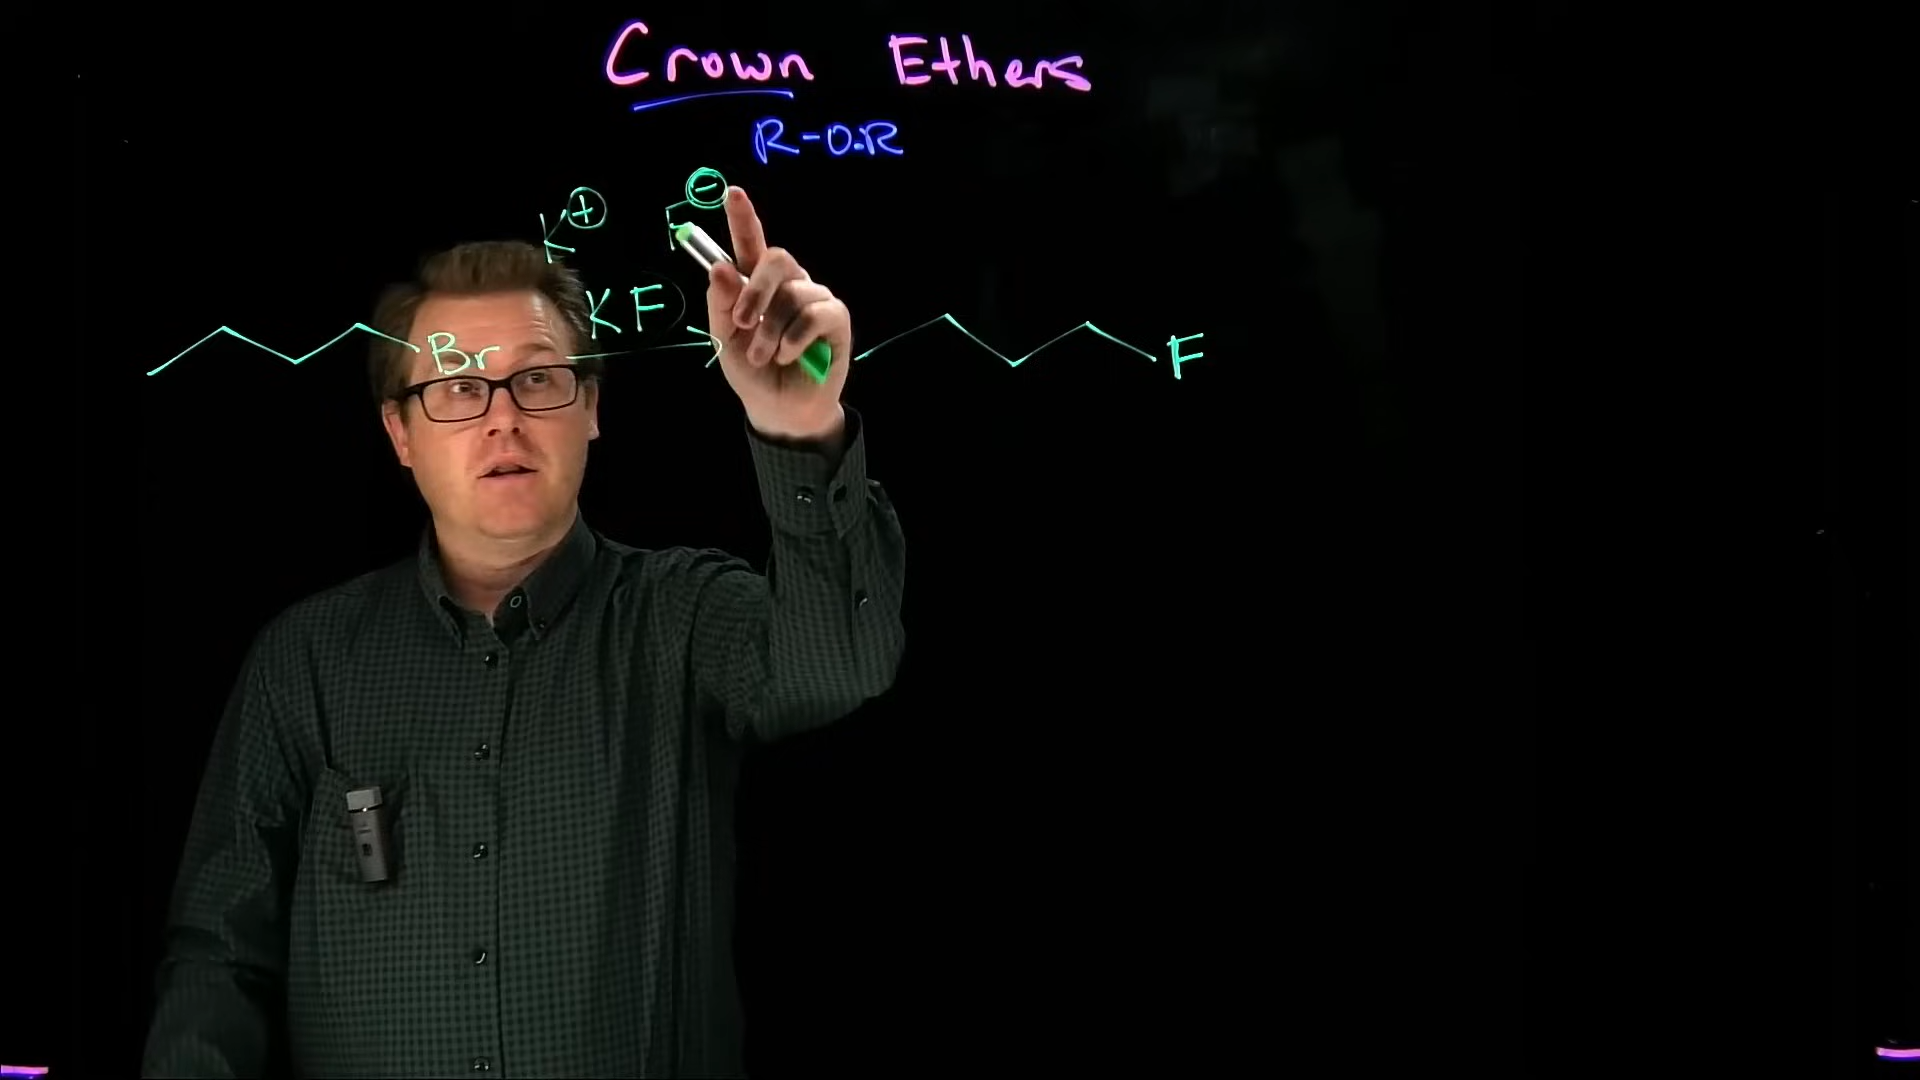 Crown Ethers
R-O-R
K⊕ F⊖
KF
Br F